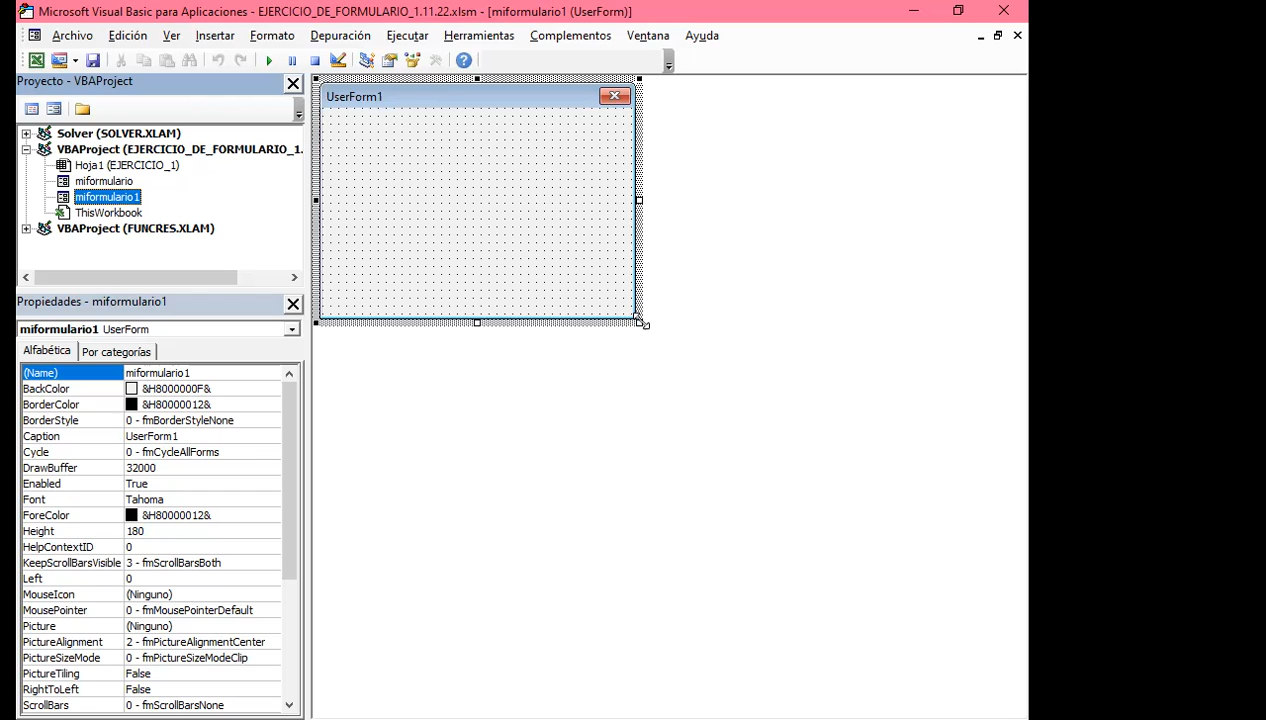 Microsoft Visual Basic para Aplicaciones - EJERCICIO_DE_FORMULARIO_1.11.22.xlsm - [miformulario1 (UserForm)]
Archivo Edición Ver Insertar Formato Depuración Ejecutar Herramientas Complementos Ventana Ayuda
Proyecto - VBAProject
Solver (SOLVER.XLAM)
VBAProject (EJERCICIO_DE_FORMULARIO_1.
Hoja1 (EJERCICIO_1)
miformulario
miformulario1
ThisWorkbook
VBAProject (FUNCRES.XLAM)
Propiedades - miformulario1
miformulario1 UserForm
Alfabética Por categorías
(Name) miformulario1
BackColor &H8000000F&
BorderColor &H80000012&
BorderStyle 0 - fmBorderStyleNone
Caption UserForm1
Cycle 0 - fmCycleAllForms
DrawBuffer 32000
Enabled True
Font Tahoma
ForeColor &H80000012&
Height 180
HelpContextID 0
KeepScrollBarsVisible 3 - fmScrollBarsBoth
Left 0
MouseIcon (Ninguno)
MousePointer 0 - fmMousePointerDefault
Picture (Ninguno)
PictureAlignment 2 - fmPictureAlignmentCenter
PictureSizeMode 0 - fmPictureSizeModeClip
PictureTiling False
RightToLeft False
ScrollBars 0 - fmScrollBarsNone
UserForm1